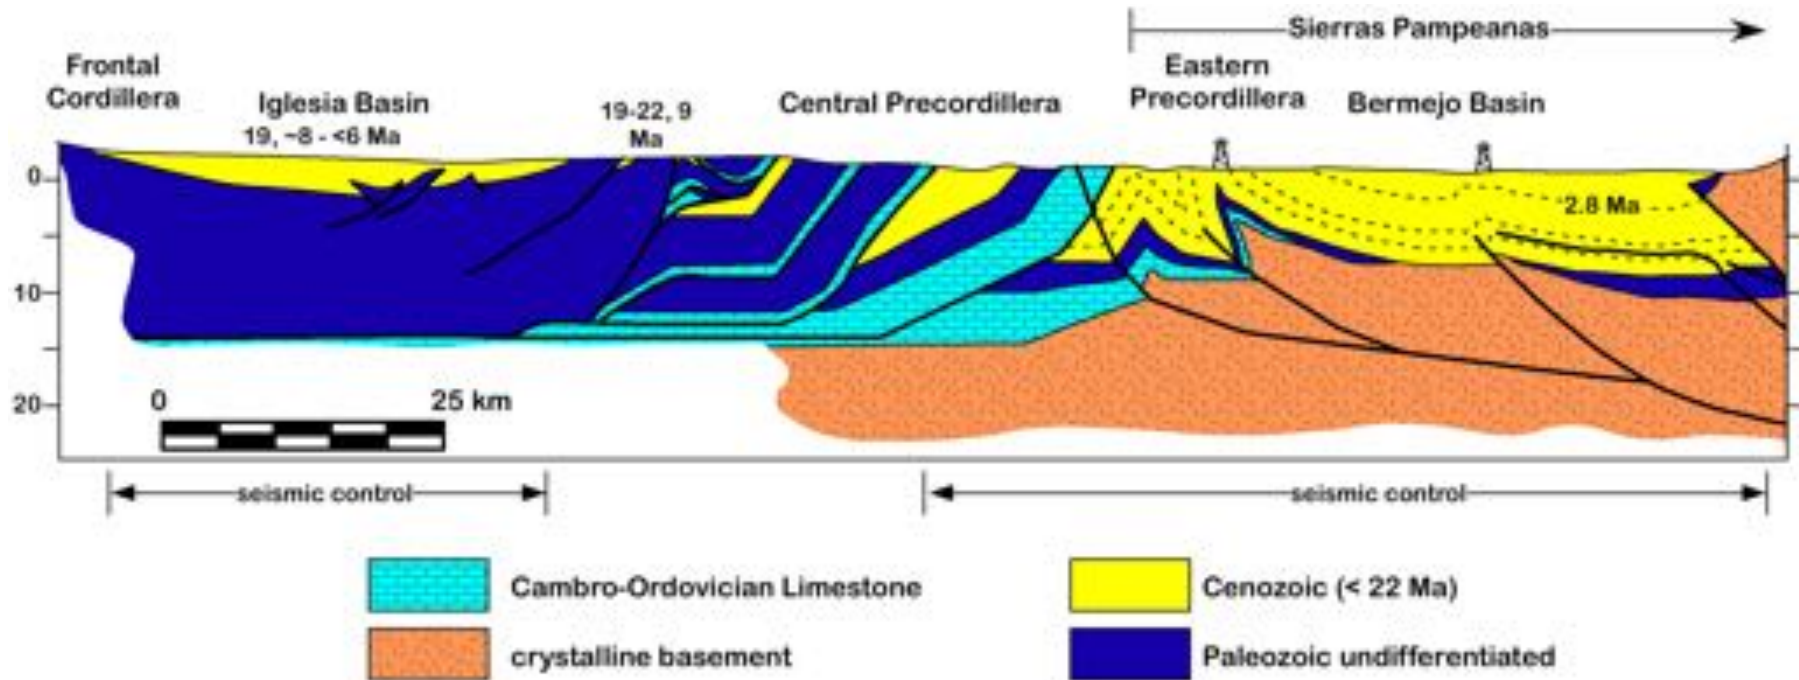 Sierras Pampeanas
Frontal
Cordillera
Iglesia Basin
19, ~8 - <6 Ma
19-22, 9
Ma
Central Precordillera
Eastern
Precordillera
Bermejo Basin
0
10
20
2.8 Ma
0
25 km
seismic control
seismic control
Cambro-Ordovician Limestone
Cenozoic (< 22 Ma)
crystalline basement
Paleozoic undifferentiated